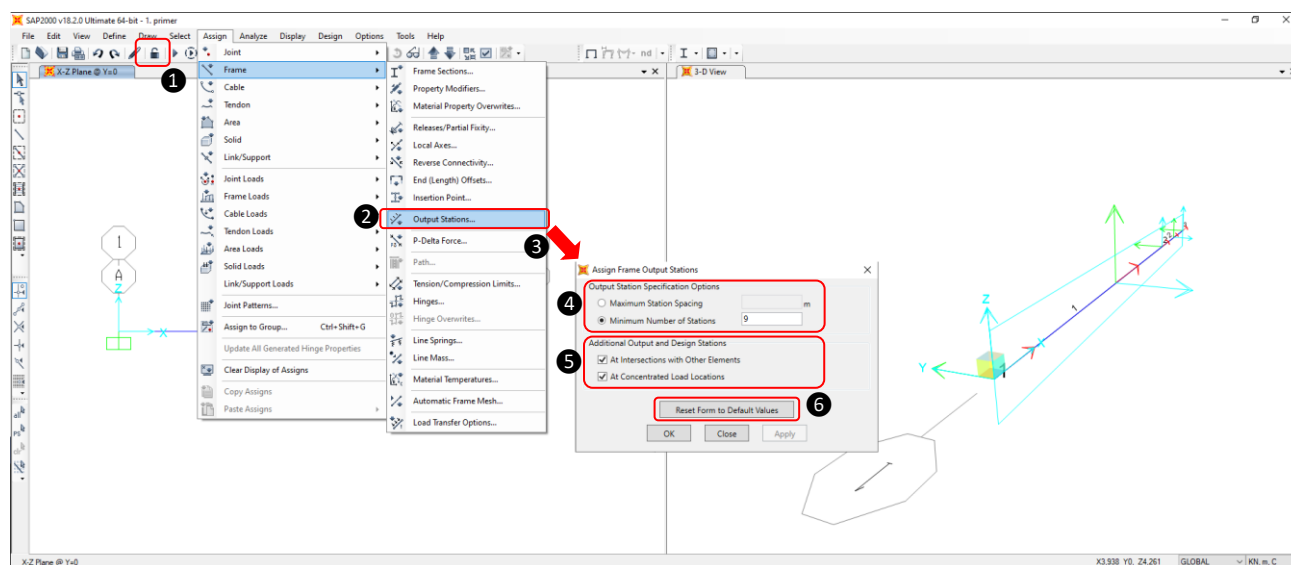 SAP2000 v18.2.0 Ultimate 64-bit - 1. primer
File Edit View Define Draw Select Assign Analyze Display Design Options Tools Help
nd
X-Z Plane @ Y=0
3-D View
1
Joint
Frame
Cable
Tendon
Area
Solid
Link/Support
Joint Loads
Frame Loads
Cable Loads
Tendon Loads
Area Loads
Solid Loads
Link/Support Loads
Joint Patterns...
Assign to Group... Ctrl+Shift+G
Update All Generated Hinge Properties
Clear Display of Assigns
Copy Assigns
Paste Assigns
Frame Sections...
Property Modifiers...
Material Property Overwrites...
Releases/Partial Fixity...
Local Axes...
Reverse Connectivity...
End (Length) Offsets...
Insertion Point...
2
Output Stations...
3
P-Delta Force...
Path...
Tension/Compression Limits...
Hinges...
Hinge Overwrites...
Line Springs...
Line Mass...
Material Temperatures...
Automatic Frame Mesh...
Load Transfer Options...
1
A
Z
X
Assign Frame Output Stations
Output Station Specification Options
4
Maximum Station Spacing m
Minimum Number of Stations 9
Additional Output and Design Stations
5
At Intersections with Other Elements
At Concentrated Load Locations
Reset Form to Default Values
6
OK Close Apply
Z
Y
X
1
1
X-Z Plane @ Y=0
X3.938 Y0. Z4.261
GLOBAL
KN, m, C